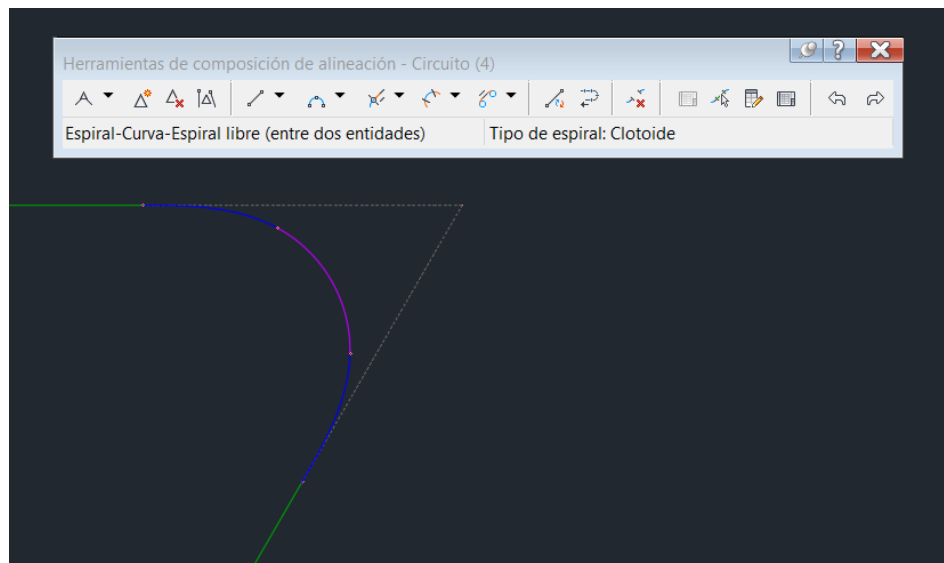 Herramientas de composición de alineación - Circuito (4)
Espiral-Curva-Espiral libre (entre dos entidades) Tipo de espiral: Clotoide